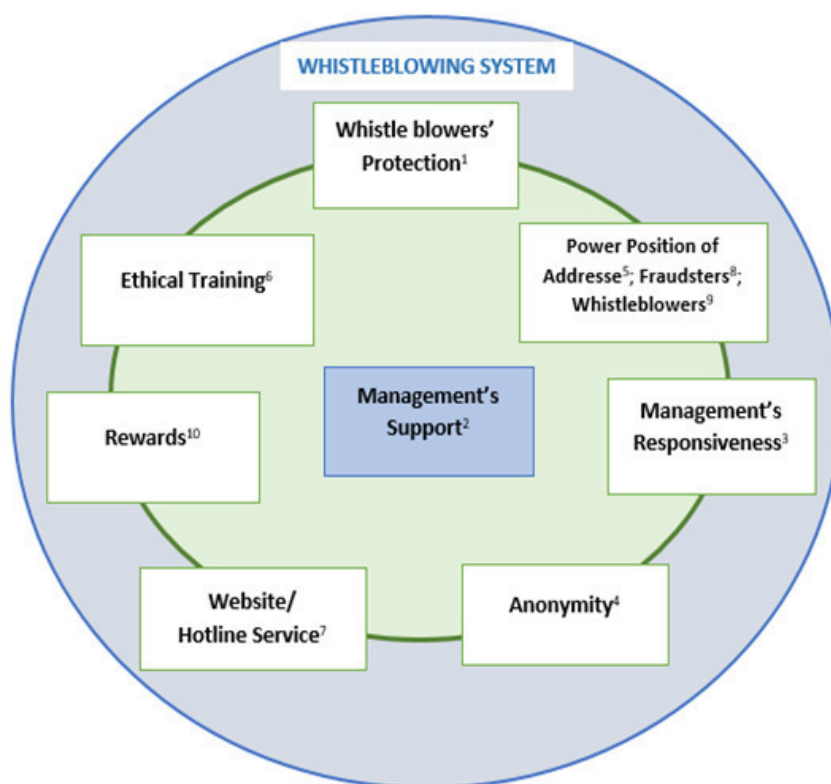 WHISTLEBLOWING SYSTEM
Whistle blowers’
Protection¹
Ethical Training⁶
Power Position of
Addresse⁵; Fraudsters⁸;
Whistleblowers⁹
Management’s
Support²
Rewards¹⁰
Management’s
Responsiveness³
Website/
Hotline Service⁷
Anonymity⁴